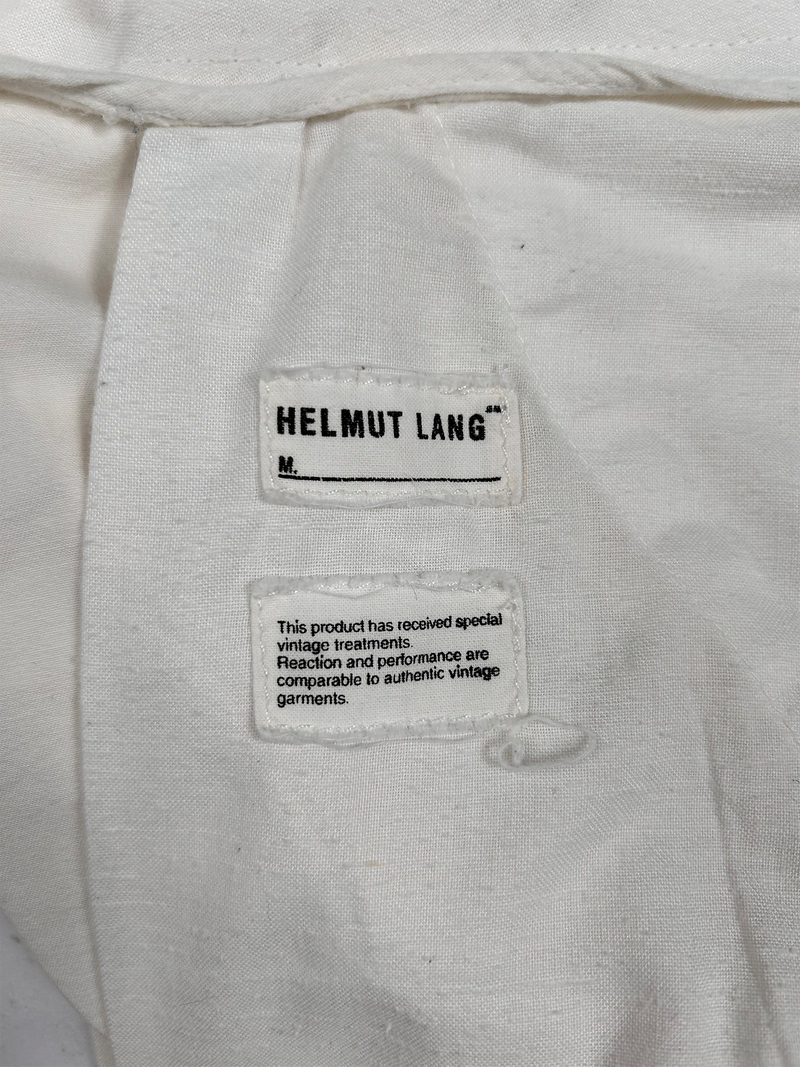 HELMUT LANG
M.
This product has received special
vintage treatments.
Reaction and performance are
comparable to authentic vintage
garments.